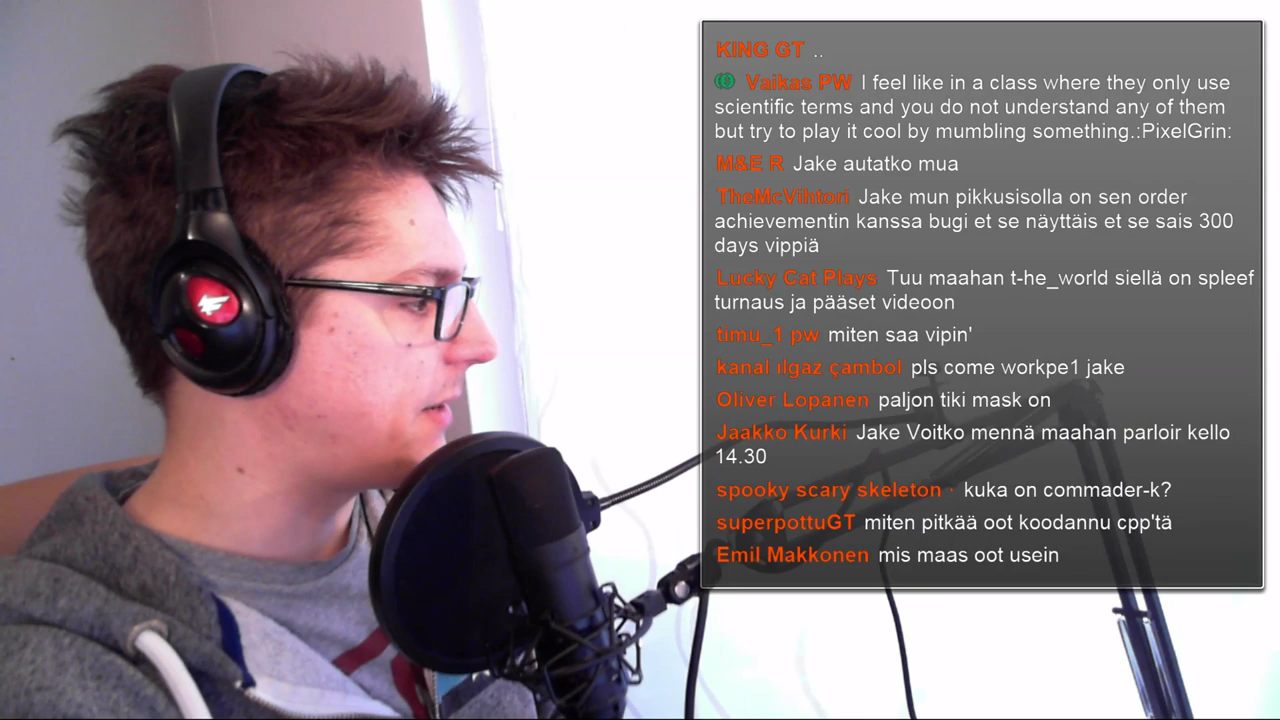 KING GT ..
Vaikas PW I feel like in a class where they only use
scientific terms and you do not understand any of them
but try to play it cool by mumbling something.:PixelGrin:
M&E R Jake autatko mua
TheMcVihtori Jake mun pikkusisolla on sen order
achievementin kanssa bugi et se näyttäis et se sais 300
days vippiä
Lucky Cat Plays Tuu maahan t-he_world siellä on spleef
turnaus ja pääset videoon
timu_1 pw miten saa vipin'
kanal ılgaz çambol pls come workpe1 jake
Oliver Lopanen paljon tiki mask on
Jaakko Kurki Jake Voitko mennä maahan parloir kello
14.30
spooky scary skeleton kuka on commader-k?
superpottuGT miten pitkää oot koodannu cpp'tä
Emil Makkonen mis maas oot usein